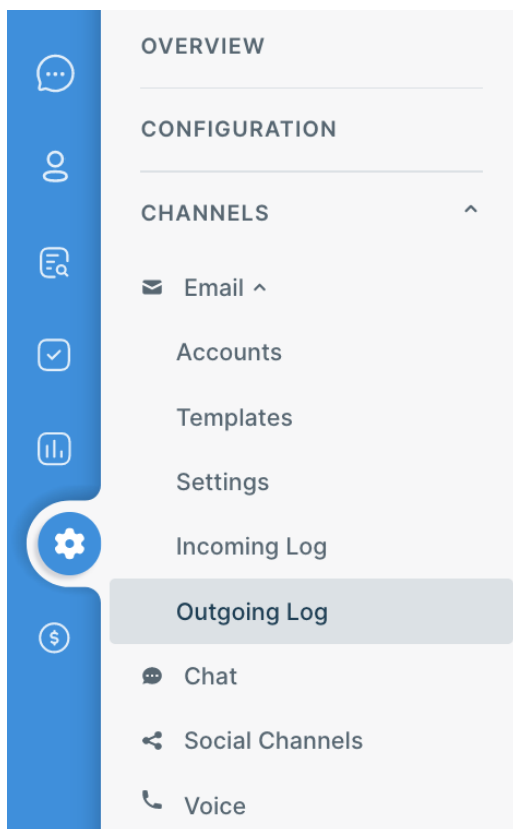 OVERVIEW
CONFIGURATION
CHANNELS
Email
Accounts
Templates
Settings
Incoming Log
Outgoing Log
Chat
Social Channels
Voice